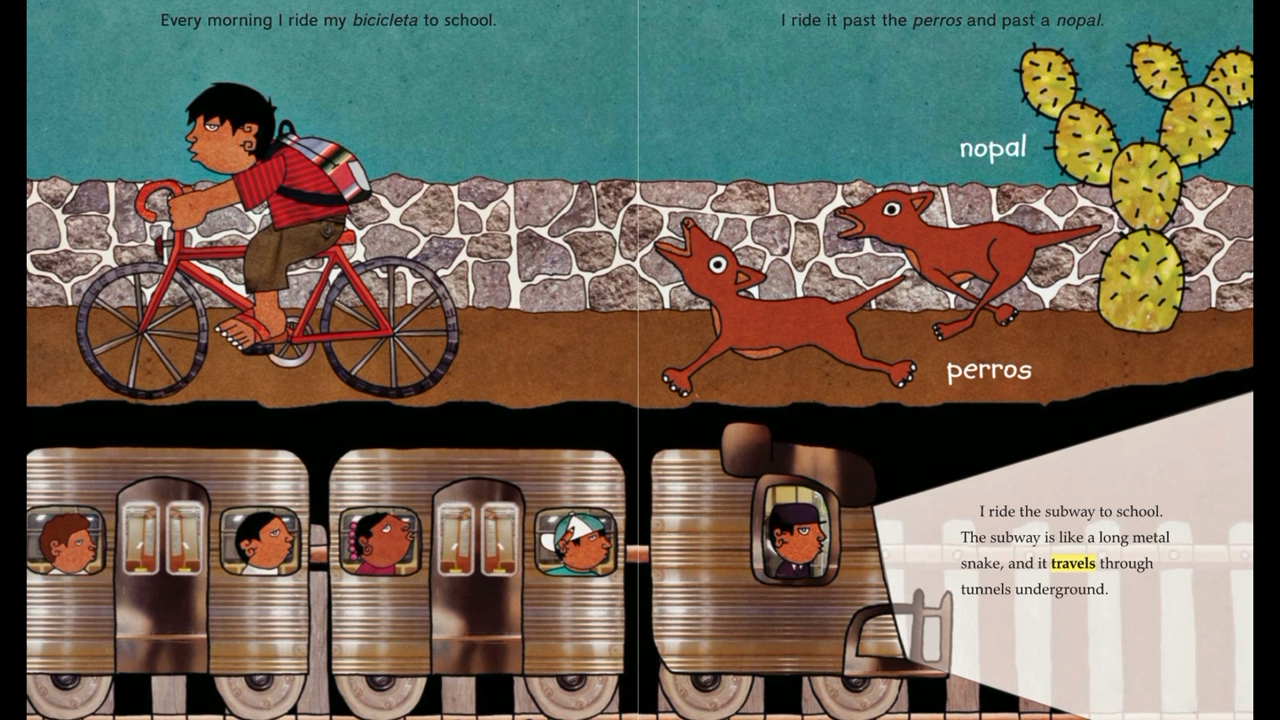 Every morning I ride my bicicleta to school.
I ride it past the perros and past a nopal.
nopal
perros
I ride the subway to school.
The subway is like a long metal
snake, and it travels through
tunnels underground.